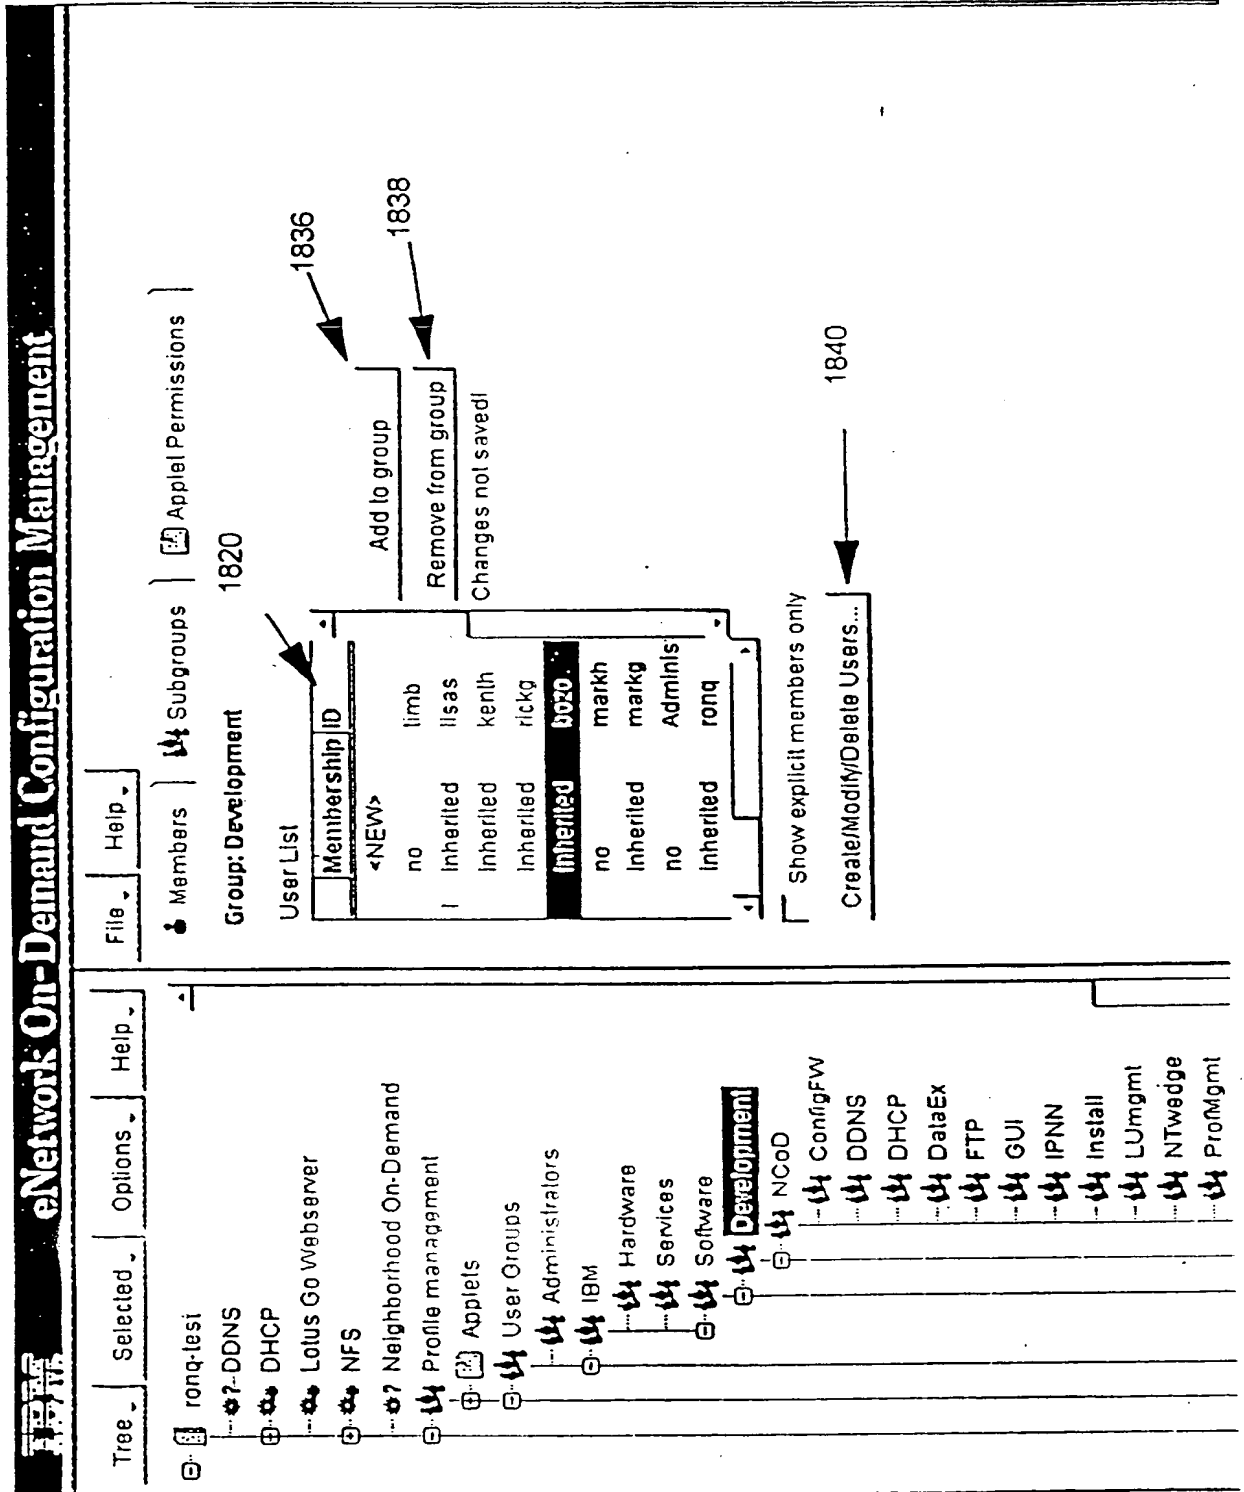 IBM eNetwork On-Demand Configuration Management
Tree Selected Options Help
ronq-test
DDNS
DHCP
Lotus Go Webserver
NFS
Neighborhood On-Demand
Profile management
Applets
User Groups
Administrators
IBM
Hardware
Services
Software
Development
NCoD
ConfigFW
DDNS
DHCP
DataEx
FTP
GUI
IPNN
Install
LUmgmt
NTwedge
ProfMgmt
File Help
Members Subgroups Applet Permissions
Group: Development
1820
User List
Membership ID
<NEW>
no timb
Inherited lisas
Inherited kenth
Inherited rickg
Inherited bozo
no markh
Inherited markg
no Adminis
Inherited ronq
Add to group
1836
Remove from group
1838
Changes not saved!
Show explicit members only
Create/Modify/Delete Users...
1840